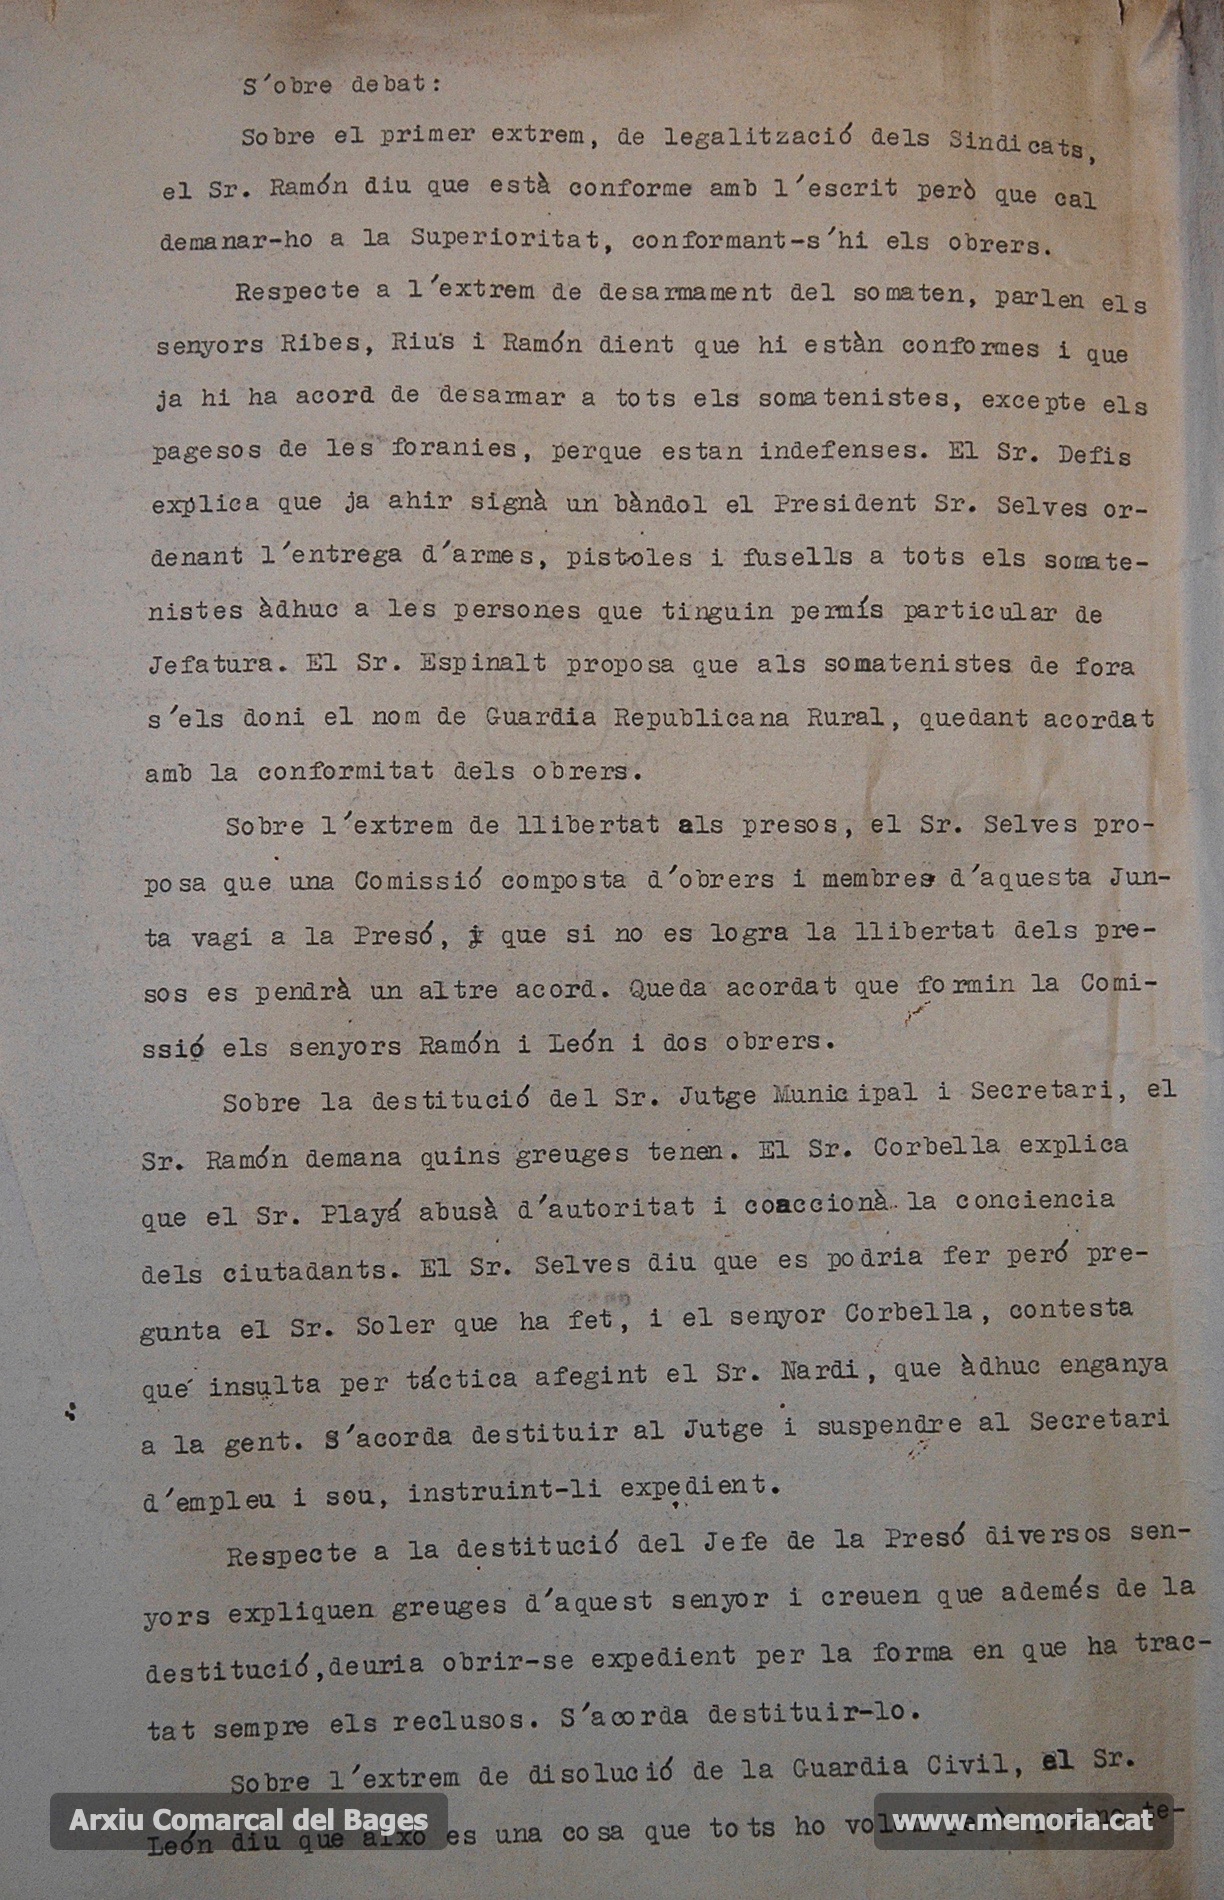 S'obre debat:
Sobre el primer extrem, de legalització dels Sindicats,
el Sr. Ramón diu que està conforme amb l'escrit però que cal
demanar-ho a la Superioritat, conformant-s'hi els obrers.
Respecte a l'extrem de desarmament del somaten, parlen els
senyors Ribes, Rius i Ramón dient que hi estàn conformes i que
ja hi ha acord de desarmar a tots els somatenistes, excepte els
pagesos de les foranies, perque estan indefenses. El Sr. Defis
explica que ja ahir signà un bàndol el President Sr. Selves or-
denant l'entrega d'armes, pistoles i fusells a tots els somate-
nistes àdhuc a les persones que tinguin permís particular de
Jefatura. El Sr. Espinalt proposa que als somatenistes de fora
s'els doni el nom de Guardia Republicana Rural, quedant acordat
amb la conformitat dels obrers.
Sobre l'extrem de llibertat als presos, el Sr. Selves pro-
posa que una Comissió composta d'obrers i membres d'aquesta Jun-
ta vagi a la Presó, i que si no es logra la llibertat dels pre-
sos es pendrà un altre acord. Queda acordat que formin la Comi-
ssió els senyors Ramón i León i dos obrers.
Sobre la destitució del Sr. Jutge Municipal i Secretari, el
Sr. Ramón demana quins greuges tenen. El Sr. Corbella explica
que el Sr. Playá abusà d'autoritat i coaccionà la conciencia
dels ciutadants. El Sr. Selves diu que es podria fer peró pre-
gunta el Sr. Soler que ha fet, i el senyor Corbella, contesta
que insulta per táctica afegint el Sr. Nardi, que àdhuc enganya
a la gent. S'acorda destituir al Jutge i suspendre al Secretari
d'empleu i sou, instruint-li expedient.
Respecte a la destitució del Jefe de la Presó diversos sen-
yors expliquen greuges d'aquest senyor i creuen que además de la
destitució,deuria obrir-se expedient per la forma en que ha trac-
tat sempre els reclusos. S'acorda destituir-lo.
Sobre l'extrem de disolució de la Guardia Civil, el Sr.
León diu que això es una cosa que tots ho volen però que no te-
Arxiu Comarcal del Bages
www.memoria.cat